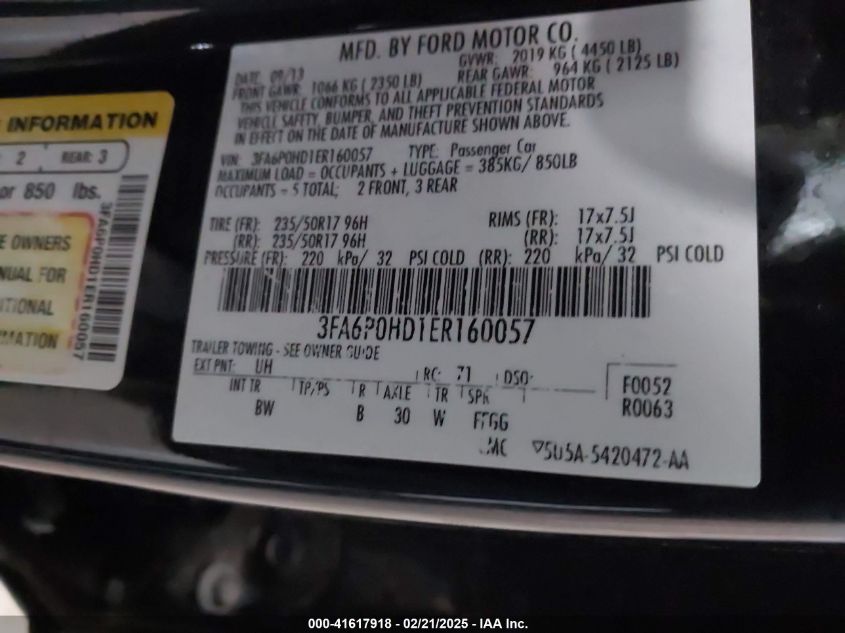 MFD. BY FORD MOTOR CO.
DATE: 09/13 GVWR: 2019 KG ( 4450 LB)
FRONT GAWR: 1066 KG ( 2350 LB) REAR GAWR: 964 KG ( 2125 LB)
THIS VEHICLE CONFORMS TO ALL APPLICABLE FEDERAL MOTOR
VEHICLE SAFETY, BUMPER, AND THEFT PREVENTION STANDARDS
IN EFFECT ON THE DATE OF MANUFACTURE SHOWN ABOVE.
VIN: 3FA6P0HD1ER160057 TYPE: Passenger Car
MAXIMUM LOAD = OCCUPANTS + LUGGAGE = 385KG/ 850LB
OCCUPANTS = 5 TOTAL; 2 FRONT, 3 REAR
TIRE (FR): 235/50R17 96H RIMS (FR): 17x7.5J
(RR): 235/50R17 96H (RR): 17x7.5J
PRESSURE (FR): 220 kPa/ 32 PSI COLD (RR): 220 kPa/ 32 PSI COLD
3FA6P0HD1ER160057
TRAILER TOWING - SEE OWNER GUIDE
EXT PNT: UH RC: 71 DSO:
INT TR TP/PS R AXLE TR SPR F0052
BW B 30 W FFGG R0063
5U5A-5420472-AA
INFORMATION
2 REAR: 3
or 850 lbs.
OWNERS
FOR
3FA6P0HD1ER160057
000-41617918 - 02/21/2025 - IAA Inc.